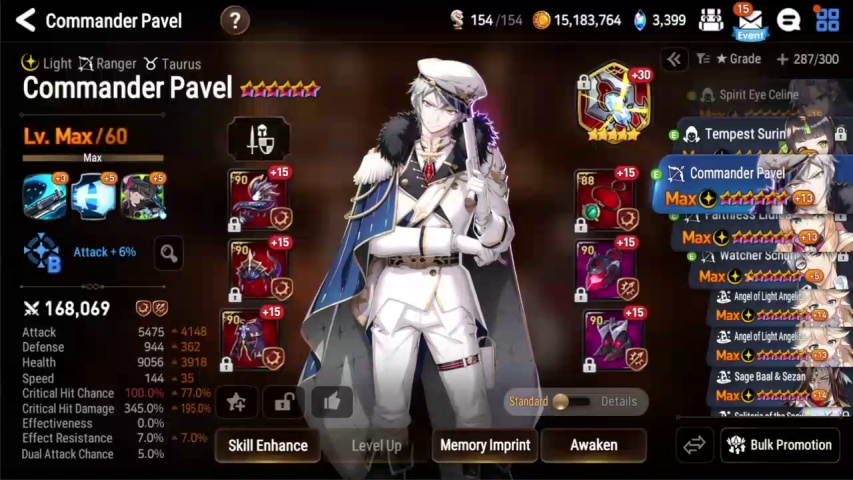 Commander Pavel ? 154/154 15,183,764 3,399 15
Event
Light Ranger Taurus
Commander Pavel
Lv. Max/60
Max
+3 +5 +5
B Attack + 6%
168,069
Attack 5475 4148
Defense 944 362
Health 9056 3918
Speed 144 35
Critical Hit Chance 100.0% 77.0%
Critical Hit Damage 345.0% 195.0%
Effectiveness 0.0%
Effect Resistance 7.0% 7.0%
Dual Attack Chance 5.0%
90 +15
90 +15
90 +15
+30
88 +15
90 +15
90 +15
Standard Details
Skill Enhance Level Up Memory Imprint Awaken
Grade + 287/300
Spirit Eye Celine
E Tempest Surin
E Commander Pavel
Max +13
E
Max +13
E Watcher Schuri
Max +5
Angel of Light Angelic
Max +14
Angel of Light Angelic
Max +13
Sage Baal & Sezan
Max +14
Bulk Promotion